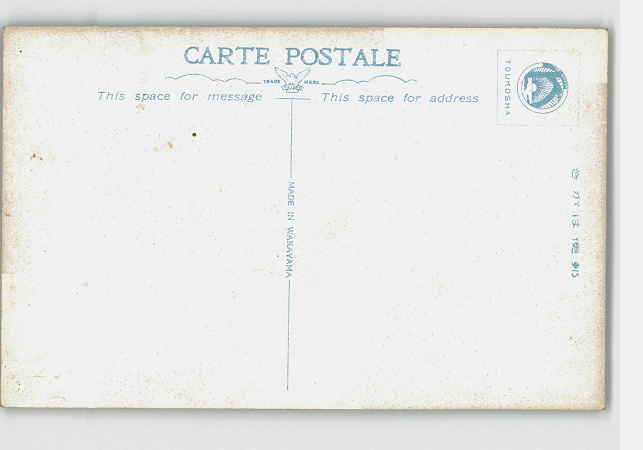 CARTE POSTALE
TRADE MARK
This space for message
This space for address
TOUKOSHA
MADE IN WAKAYAMA
きかは便郵